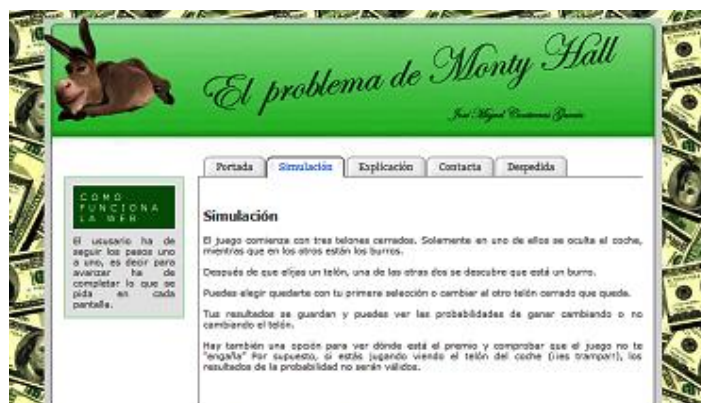 El problema de Monty Hall
José Miguel Contreras García
Portada
Simulación
Explicación
Contacta
Despedida
COMO
FUNCIONA
LA WEB
El ususario ha de
seguir los pasos uno
a uno, es decir para
avanzar ha de
completar lo que se
pida en cada
pantalla.
Simulación
El juego comienza con tres telones cerrados. Solamente en uno de ellos se oculta el coche,
mientras que en los otros están los burros.
Después de que elijas un telón, una de las otras dos se descubre que está un burro.
Puedes elegir quedarte con tu primera selección o cambiar al otro telón cerrado que queda.
Tus resultados se guardan y puedes ver las probabilidades de ganar cambiando o no
cambiando el telón.
Hay también una opción para ver dónde está el premio y comprobar que el juego no te
"engaña" Por supuesto, si estás jugando viendo el telón del coche (¡¡es trampa!!), los
resultados de la probabilidad no serán válidos.